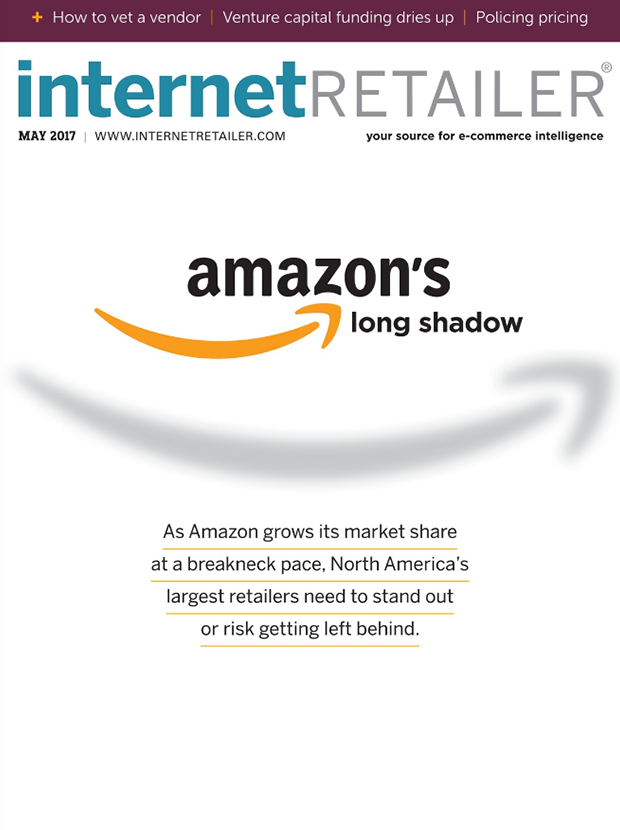 + How to vet a vendor | Venture capital funding dries up | Policing pricing
internetRETAILER®
MAY 2017 | WWW.INTERNETRETAILER.COM
your source for e-commerce intelligence
amazon's
long shadow
As Amazon grows its market share
at a breakneck pace, North America's
largest retailers need to stand out
or risk getting left behind.